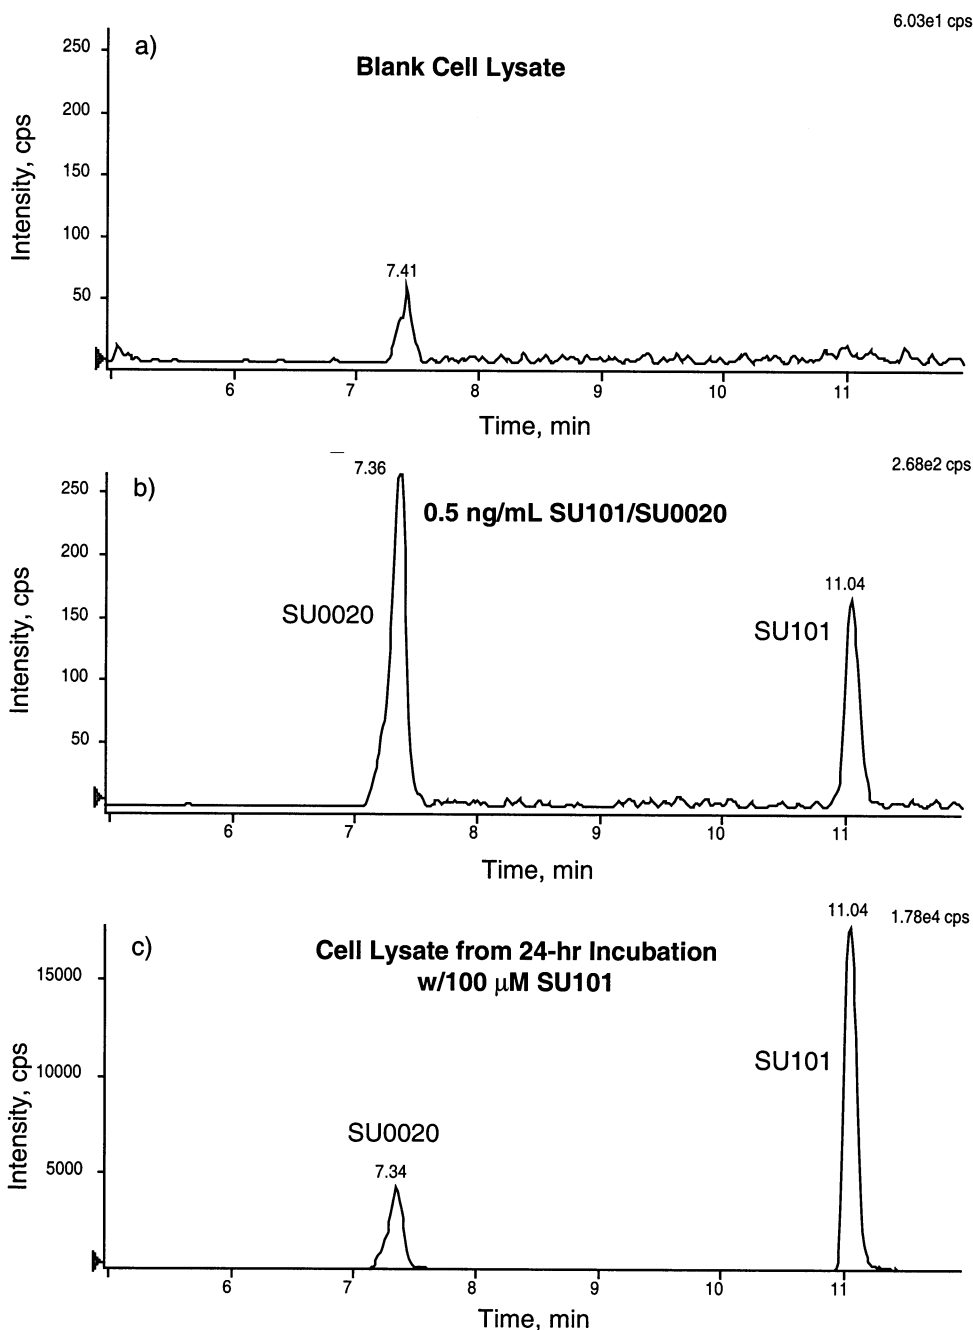 6.03e1 cps
a)
Blank Cell Lysate
250
200
150
100
50
Intensity, cps
7.41
6 7 8 9 10 11
Time, min
2.68e2 cps
b)
7.36
0.5 ng/mL SU101/SU0020
250
200
150
100
50
Intensity, cps
SU0020
11.04
SU101
6 7 8 9 10 11
Time, min
11.04
1.78e4 cps
c)
Cell Lysate from 24-hr Incubation
w/100 μM SU101
15000
10000
5000
Intensity, cps
SU101
SU0020
7.34
6 7 8 9 10 11
Time, min